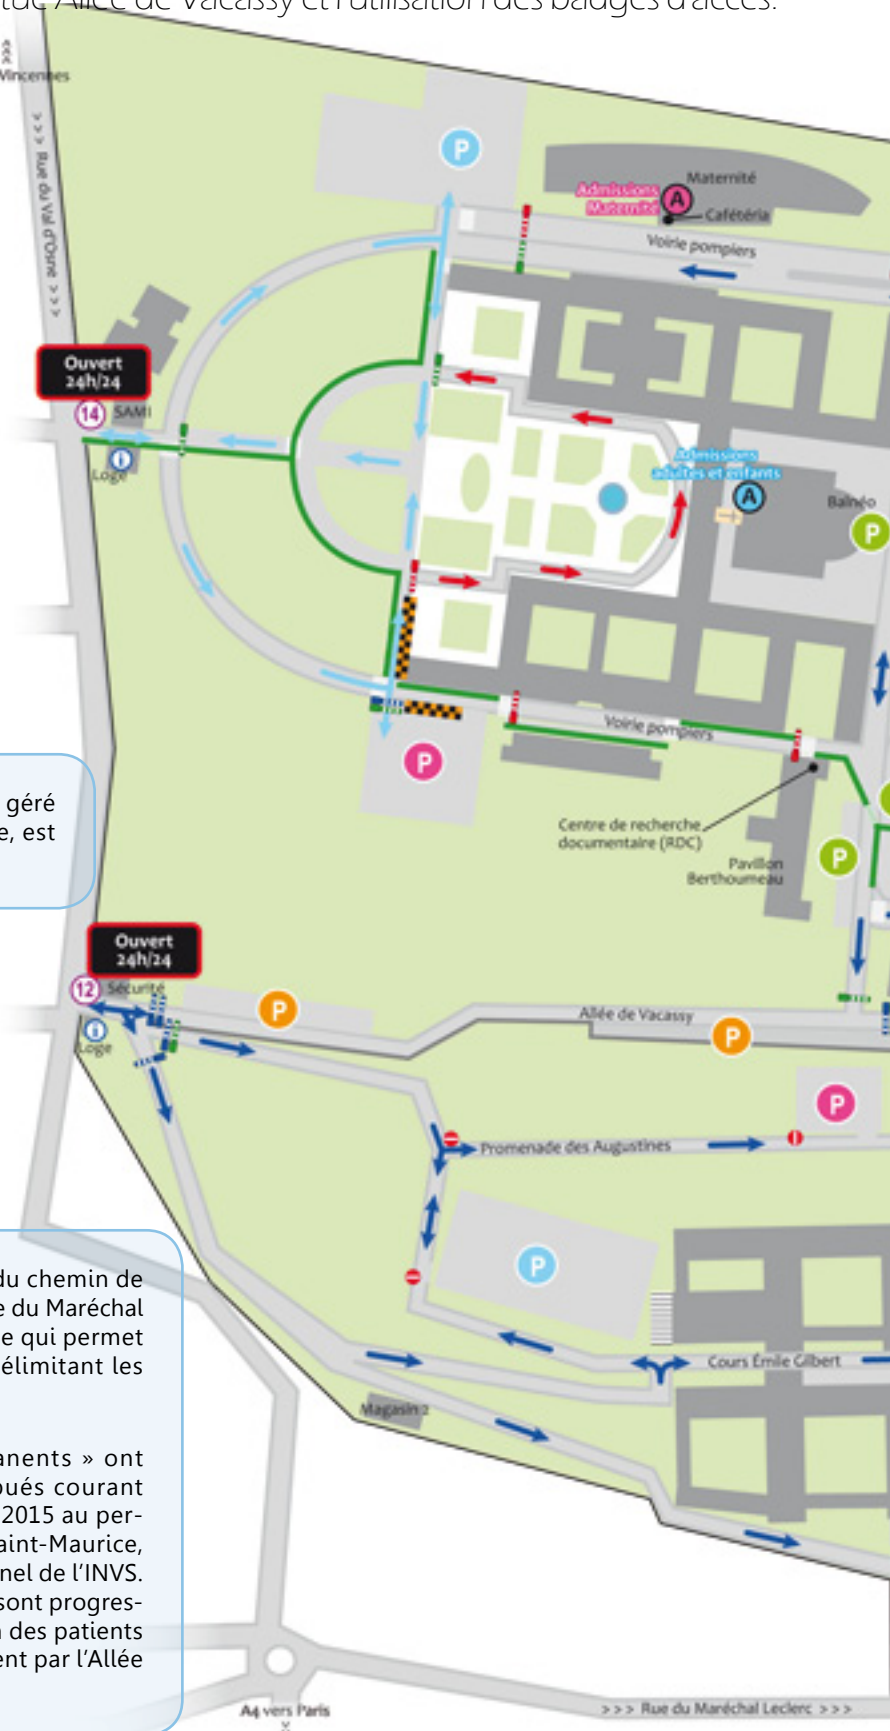 Allée de Vacassy et l'utilisation des badges d'accès.
>>>
Vincennes
>>> Rue du Val d'Osne >>>
P
Maternité
Admissions
Maternité
A
Cafétéria
Voirie pompiers
Ouvert
24h/24
14 SAMI
i
Loge
Admissions
adultes et enfants
A
Balnéo
P
Voirie pompiers
P
géré
e, est
Centre de recherche
documentaire (RDC)
P
Pavillon
Berthoumeau
Ouvert
24h/24
12 Sécurité
i
Loge
P
Allée de Vacassy
P
P
Promenade des Augustines
P
Cours Émile Gilbert
Magasin 2
du chemin de
e du Maréchal
e qui permet
élimitant les
anents » ont
bués courant
2015 au per-
aint-Maurice,
nel de l'INVS.
sont progres-
des patients
ent par l'Allée
A4 vers Paris
>>> Rue du Maréchal Leclerc >>>